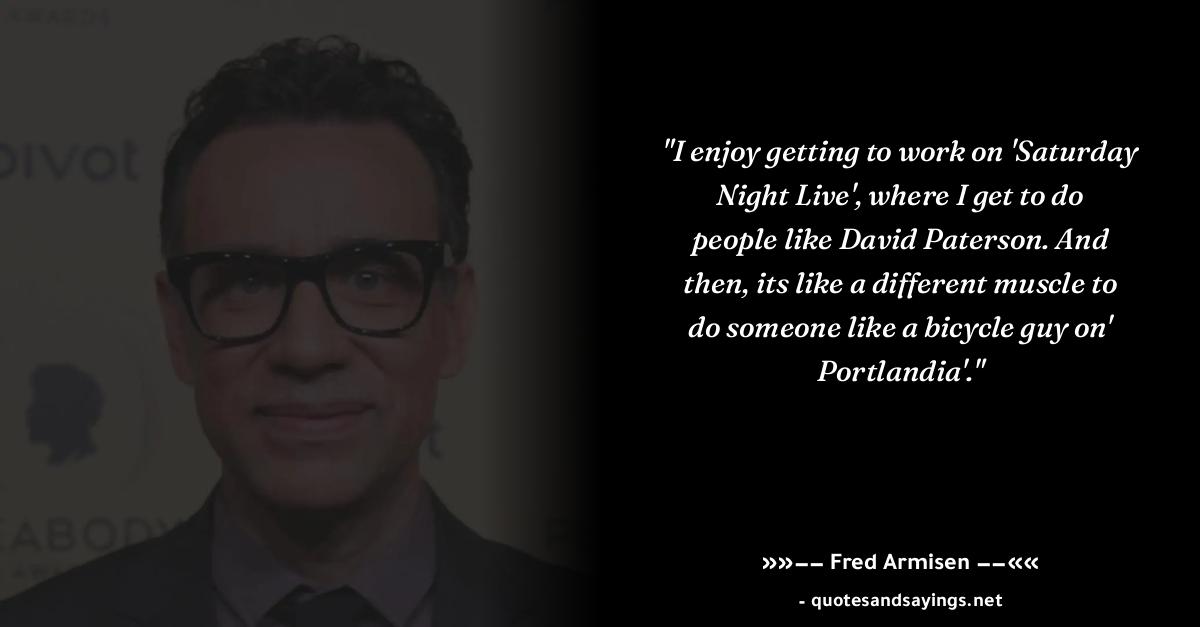 AWARDS
pivot
"I enjoy getting to work on 'Saturday
Night Live', where I get to do
people like David Paterson. And
then, its like a different muscle to
do someone like a bicycle guy on'
Portlandia'."
EABODY
»»–– Fred Armisen ––««
- quotesandsayings.net